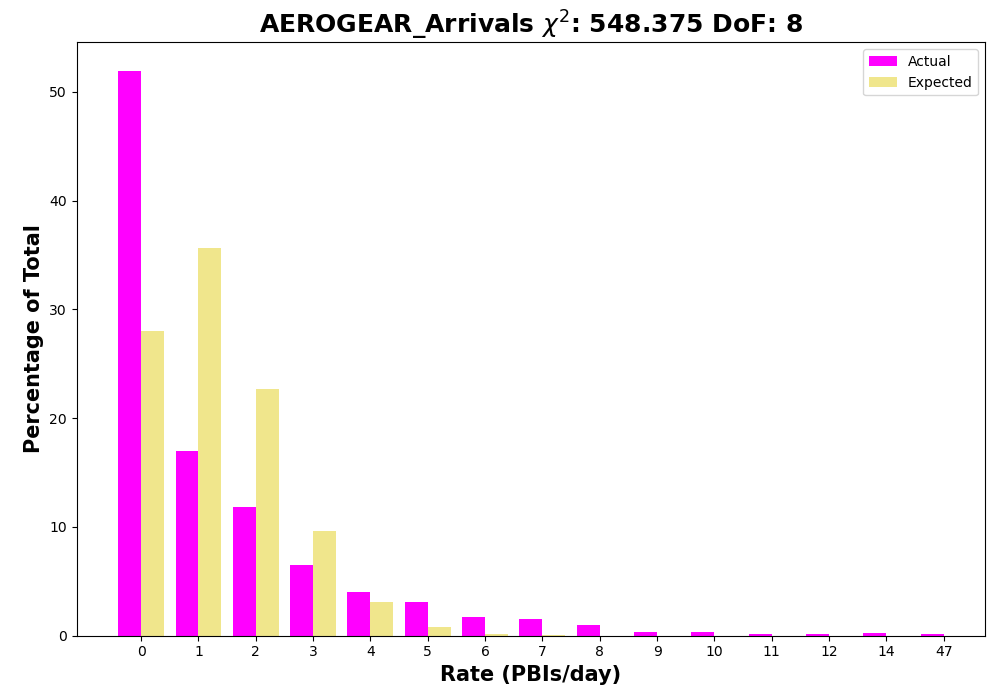 AEROGEAR_Arrivals χ²: 548.375 DoF: 8
Actual
Expected
Percentage of Total
50
40
30
20
10
0
0 1 2 3 4 5 6 7 8 9 10 11 12 14 47
Rate (PBIs/day)